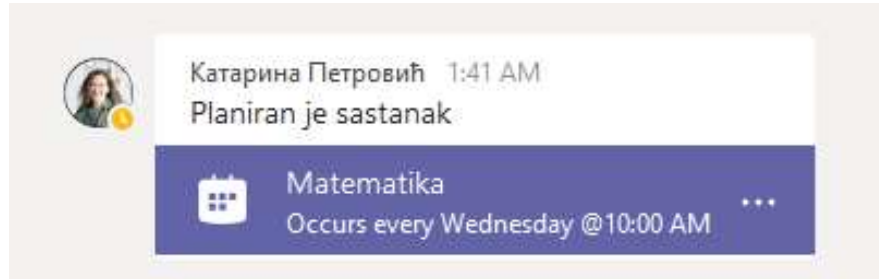 Катарина Петровић 1:41 AM
Planiran je sastanak
Matematika
Occurs every Wednesday @10:00 AM